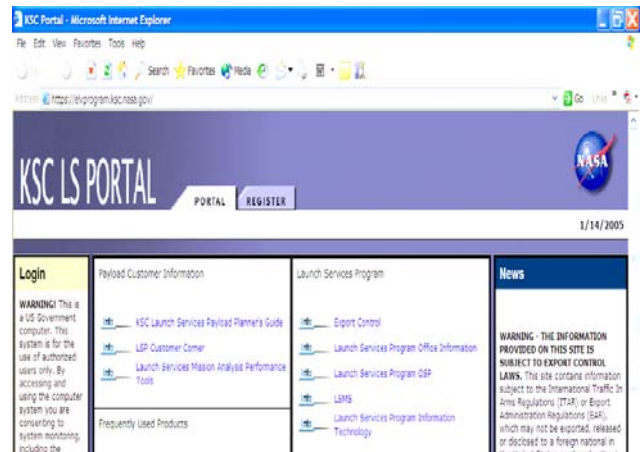 KSC Portal - Microsoft Internet Explorer
File Edit View Favorites Tools Help
Search Favorites Media
Address https://elvprogram.ksc.nasa.gov/
Go Links
KSC LS PORTAL
PORTAL REGISTER
NASA
1/14/2005
Login
WARNING! This is
a US Government
computer. This
system is for the
use of authorized
users only. By
accessing and
using the computer
system you are
consenting to
system monitoring,
including the
Payload Customer Information
KSC Launch Services Payload Planner's Guide
LSP Customer Corner
Launch Services Mission Analysis Performance
Tools
Frequently Used Products
Launch Services Program
Export Control
Launch Services Program Office Information
Launch Services Program OSP
LSMS
Launch Services Program Information
Technology
News
WARNING - THE INFORMATION
PROVIDED ON THIS SITE IS
SUBJECT TO EXPORT CONTROL
LAWS. This site contains information
subject to the International Traffic In
Arms Regulations (ITAR) or Export
Administration Regulations (EAR),
which may not be exported, released
or disclosed to a foreign national in